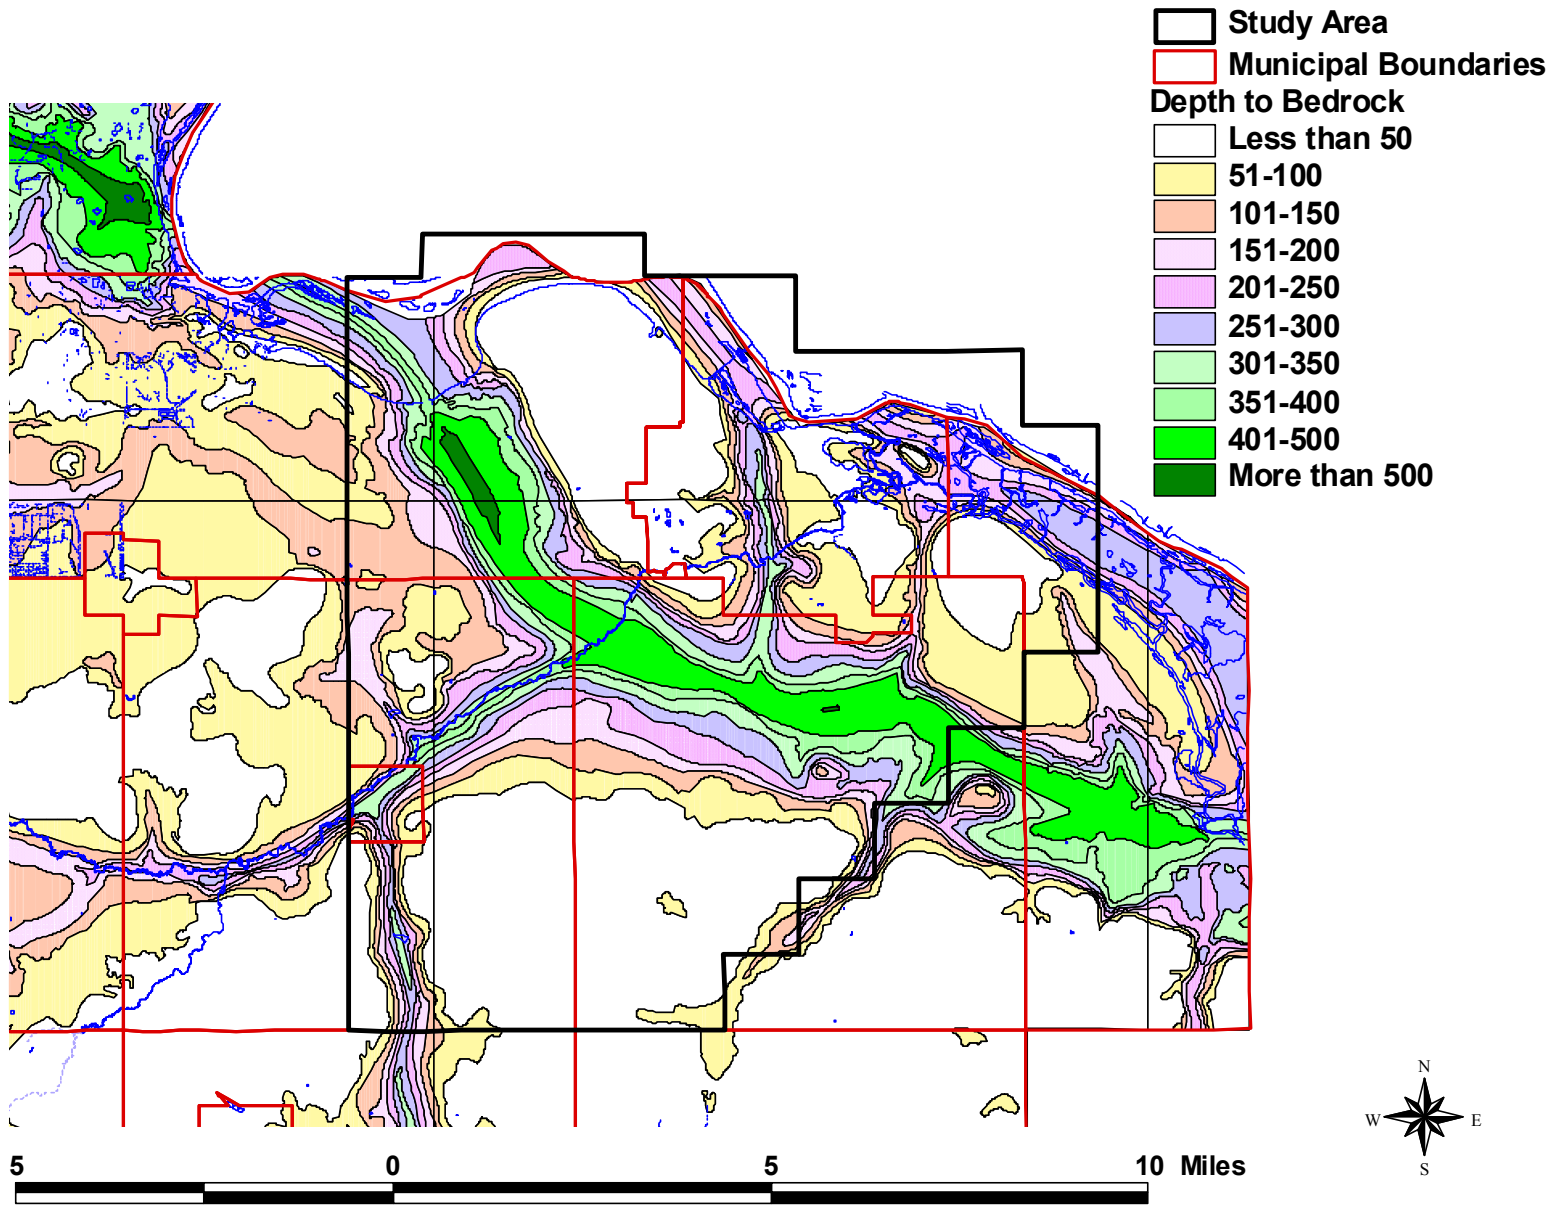 Study Area
Municipal Boundaries
Depth to Bedrock
Less than 50
51-100
101-150
151-200
201-250
251-300
301-350
351-400
401-500
More than 500
N
W E
S
5 0 5 10 Miles